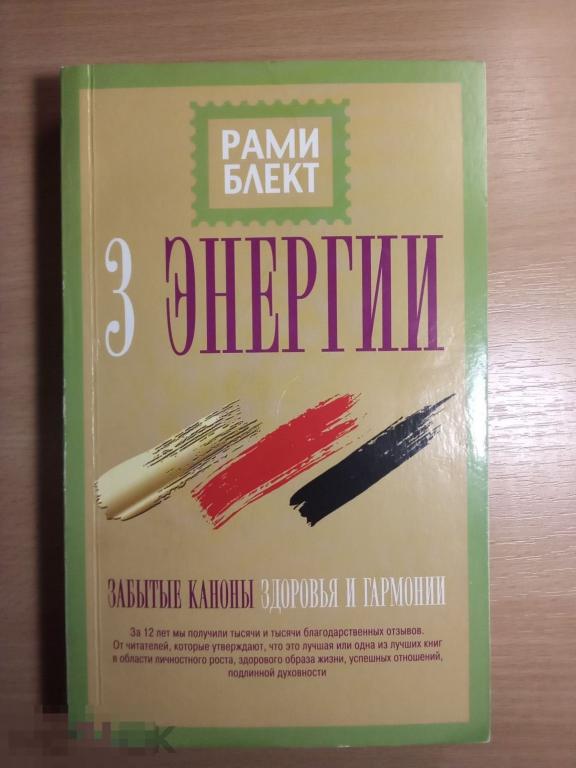 РАМИ
БЛЕКТ
3 ЭНЕРГИИ
ЗАБЫТЫЕ КАНОНЫ ЗДОРОВЬЯ И ГАРМОНИИ
За 12 лет мы получили тысячи и тысячи благодарственных отзывов.
От читателей, которые утверждают, что это лучшая или одна из лучших книг
в области личностного роста, здорового образа жизни, успешных отношений,
подлинной духовности